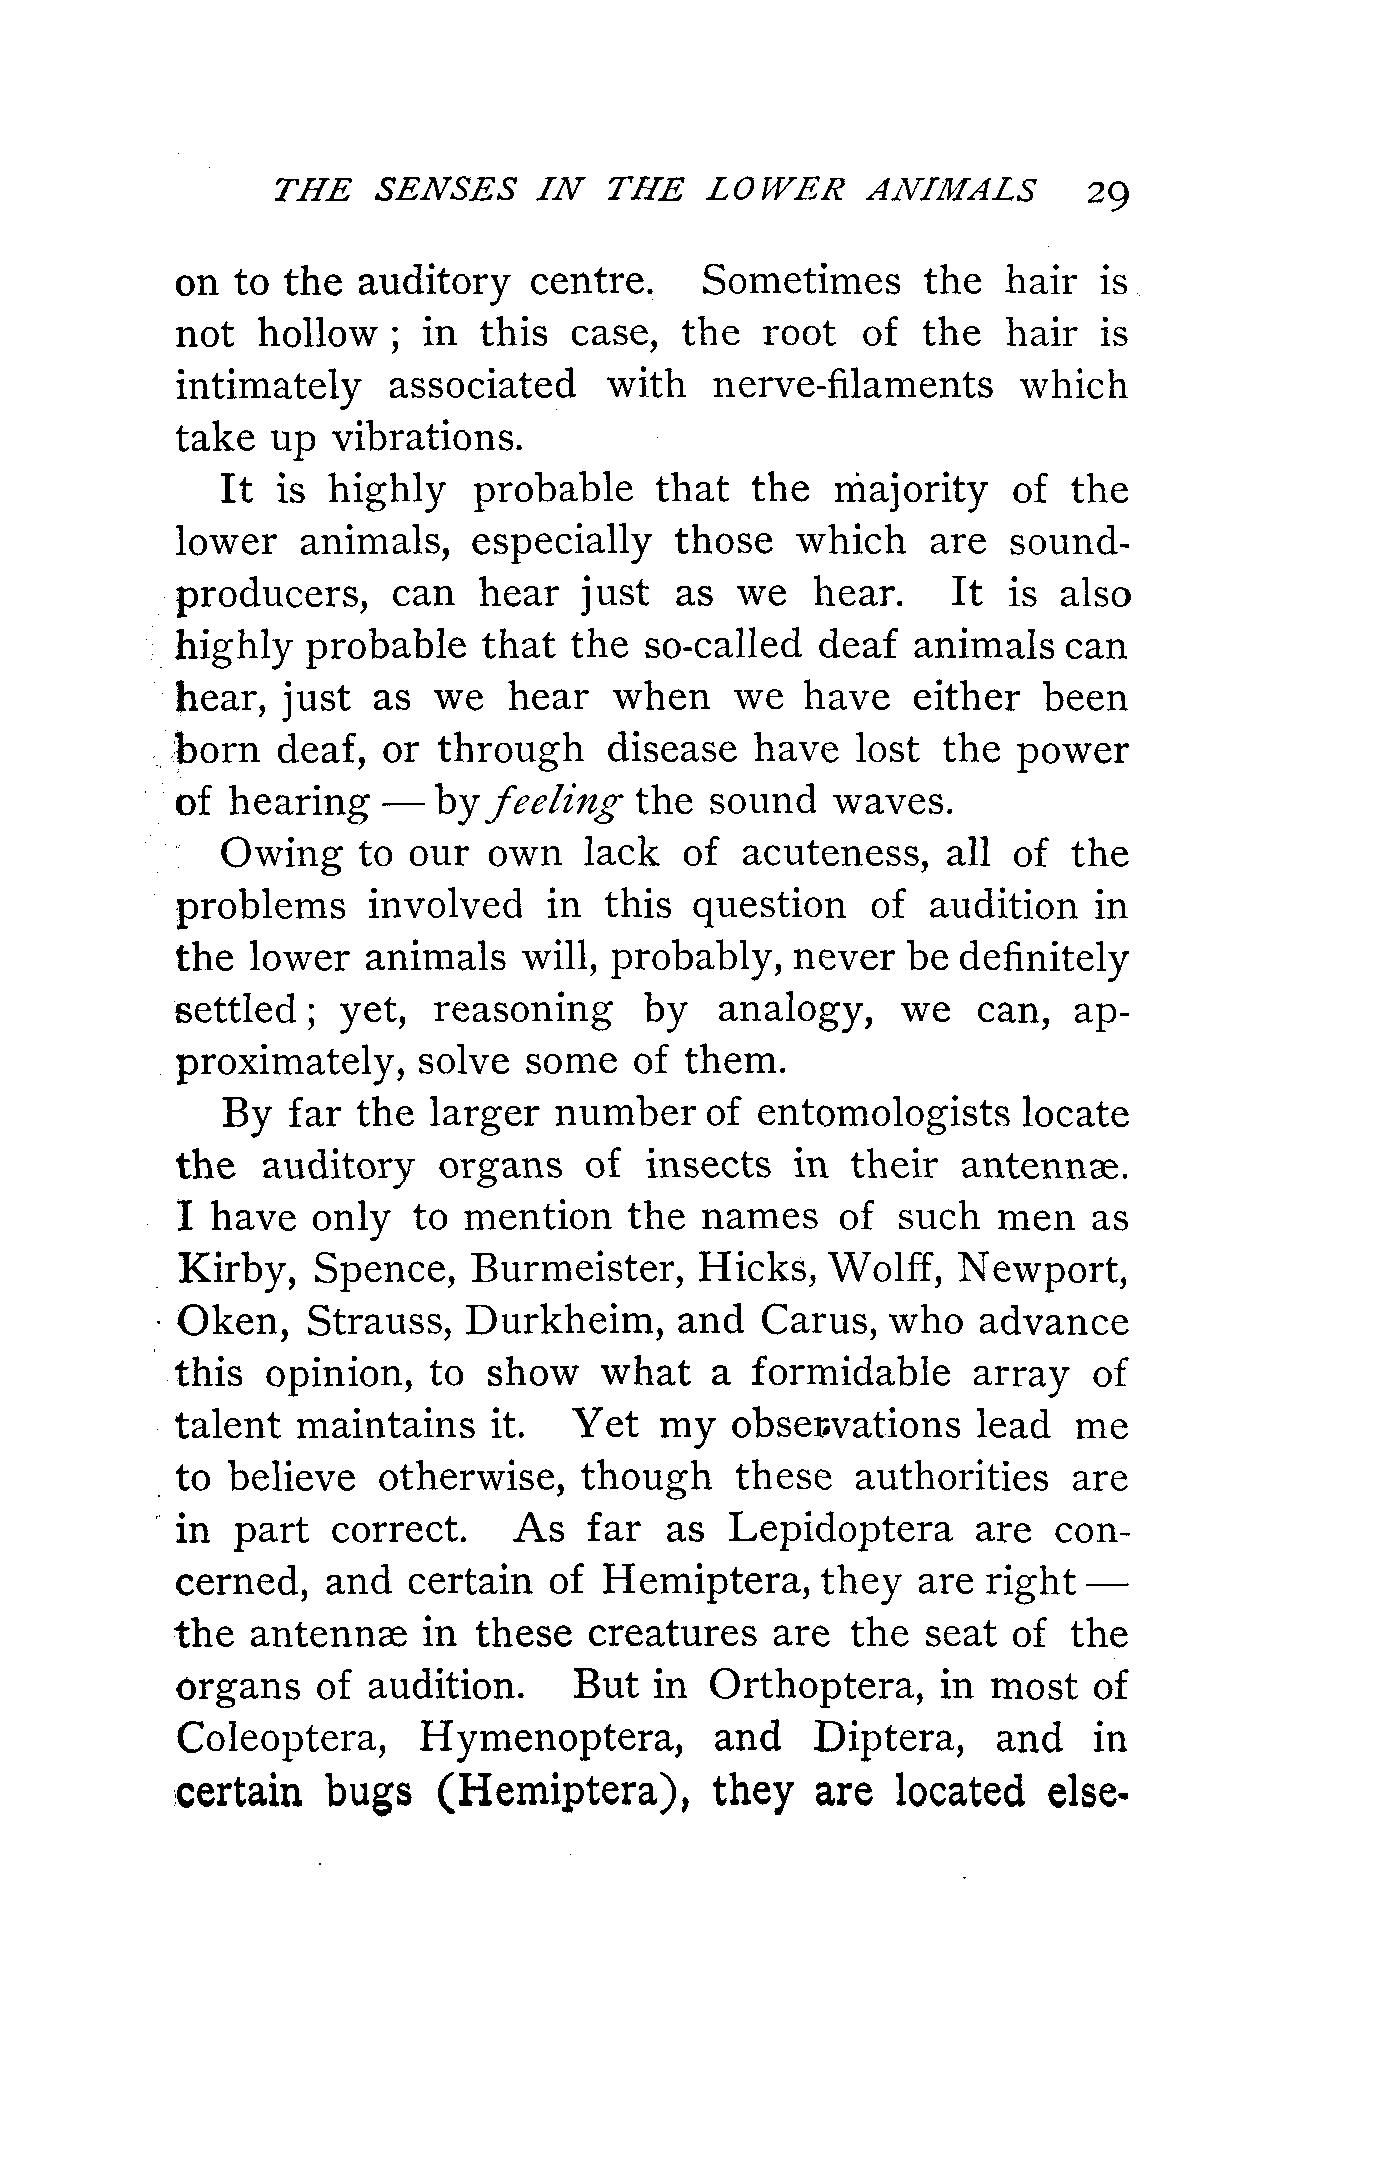 THE SENSES IN THE LOWER ANIMALS 29
on to the auditory centre. Sometimes the hair is
not hollow ; in this case, the root of the hair is
intimately associated with nerve-filaments which
take up vibrations.
It is highly probable that the majority of the
lower animals, especially those which are sound-
producers, can hear just as we hear. It is also
highly probable that the so-called deaf animals can
hear, just as we hear when we have either been
born deaf, or through disease have lost the power
of hearing — by feeling the sound waves.
Owing to our own lack of acuteness, all of the
problems involved in this question of audition in
the lower animals will, probably, never be definitely
settled ; yet, reasoning by analogy, we can, ap-
proximately, solve some of them.
By far the larger number of entomologists locate
the auditory organs of insects in their antennæ.
I have only to mention the names of such men as
Kirby, Spence, Burmeister, Hicks, Wolff, Newport,
Oken, Strauss, Durkheim, and Carus, who advance
this opinion, to show what a formidable array of
talent maintains it. Yet my observations lead me
to believe otherwise, though these authorities are
in part correct. As far as Lepidoptera are con-
cerned, and certain of Hemiptera, they are right —
the antennæ in these creatures are the seat of the
organs of audition. But in Orthoptera, in most of
Coleoptera, Hymenoptera, and Diptera, and in
certain bugs (Hemiptera), they are located else-